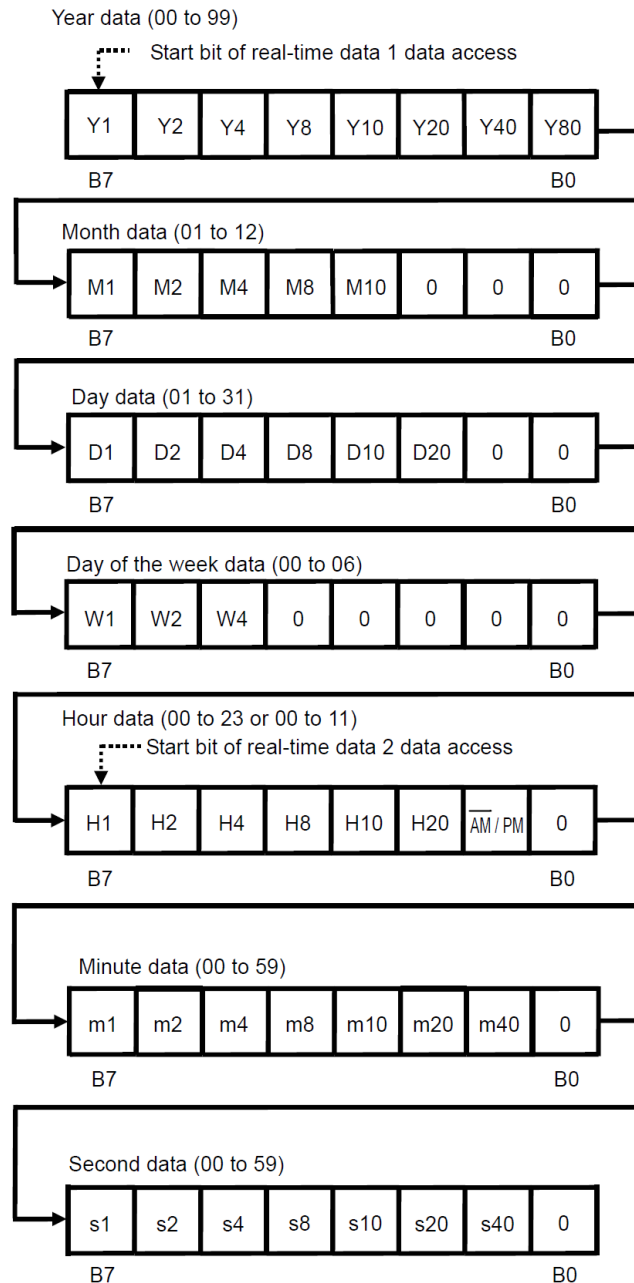 Year data (00 to 99)
Start bit of real-time data 1 data access
Y1 Y2 Y4 Y8 Y10 Y20 Y40 Y80
B7 B0
Month data (01 to 12)
M1 M2 M4 M8 M10 0 0 0
B7 B0
Day data (01 to 31)
D1 D2 D4 D8 D10 D20 0 0
B7 B0
Day of the week data (00 to 06)
W1 W2 W4 0 0 0 0 0
B7 B0
Hour data (00 to 23 or 00 to 11)
Start bit of real-time data 2 data access
H1 H2 H4 H8 H10 H20 A̅M̅ / PM 0
B7 B0
Minute data (00 to 59)
m1 m2 m4 m8 m10 m20 m40 0
B7 B0
Second data (00 to 59)
s1 s2 s4 s8 s10 s20 s40 0
B7 B0